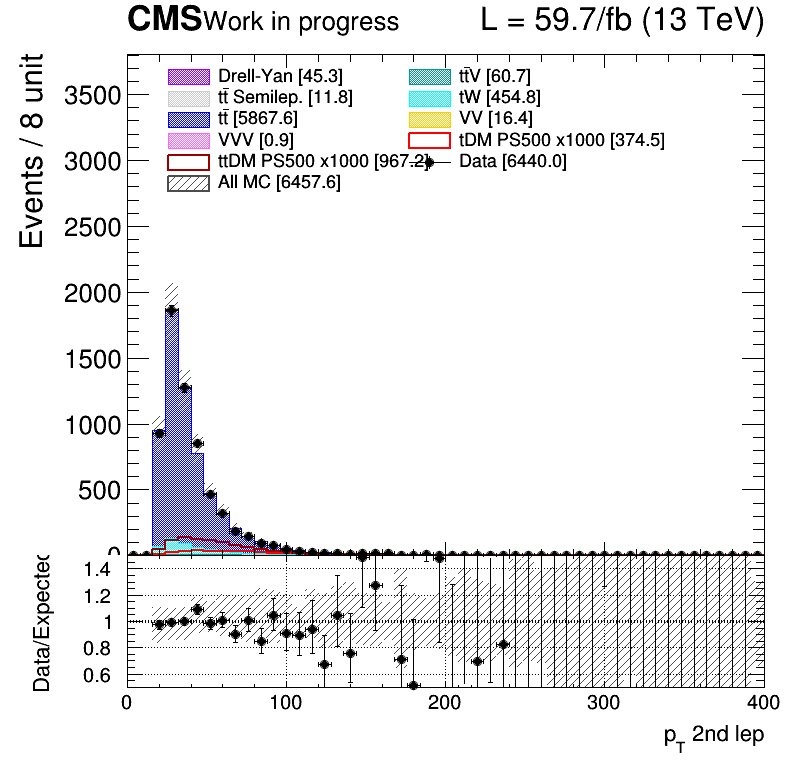 CMS Work in progress L = 59.7/fb (13 TeV)
Events / 8 unit
3500
3000
2500
2000
1500
1000
500
0
Drell-Yan [45.3]
tt̄V [60.7]
tt̄ Semilep. [11.8]
tW [454.8]
tt̄ [5867.6]
VV [16.4]
VVV [0.9]
tDM PS500 x1000 [374.5]
ttDM PS500 x1000 [967.2]
Data [6440.0]
All MC [6457.6]
Data/Expected
1.4
1.2
1
0.8
0.6
0 100 200 300 400
p_T 2nd lep